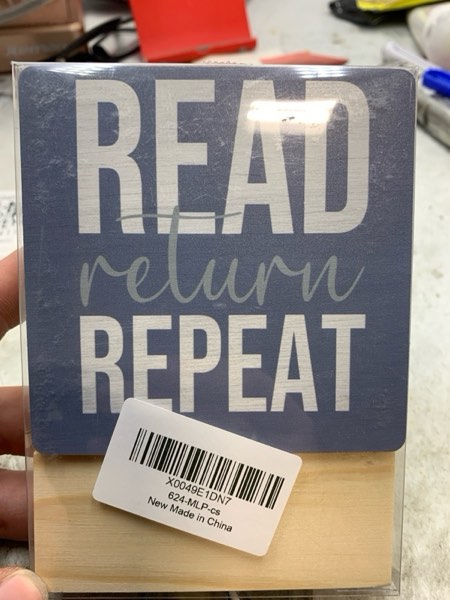 READ
return
REPEAT
X0049E1DN7
624-MLP-cs
New Made in China